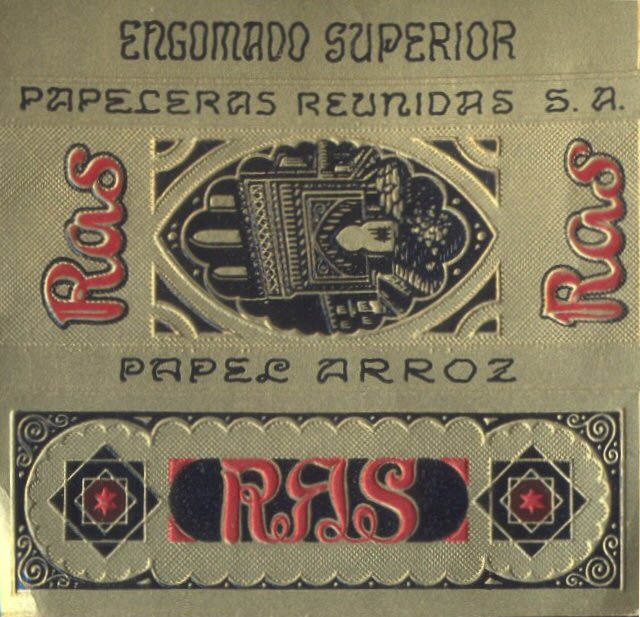 ENGOMADO SUPERIOR
PAPELERAS REUNIDAS S. A.
Ras
Ras
PAPEL ARROZ
RAS